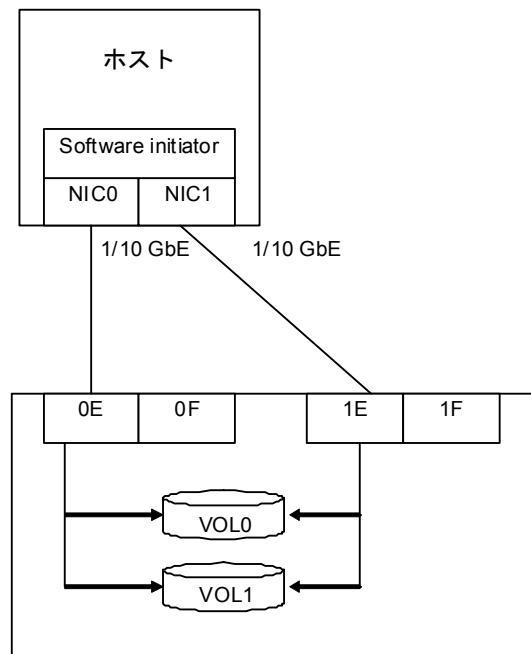 ホスト
Software initiator
NIC0 NIC1
1/10 GbE 1/10 GbE
0E 0F 1E 1F
VOL0
VOL1